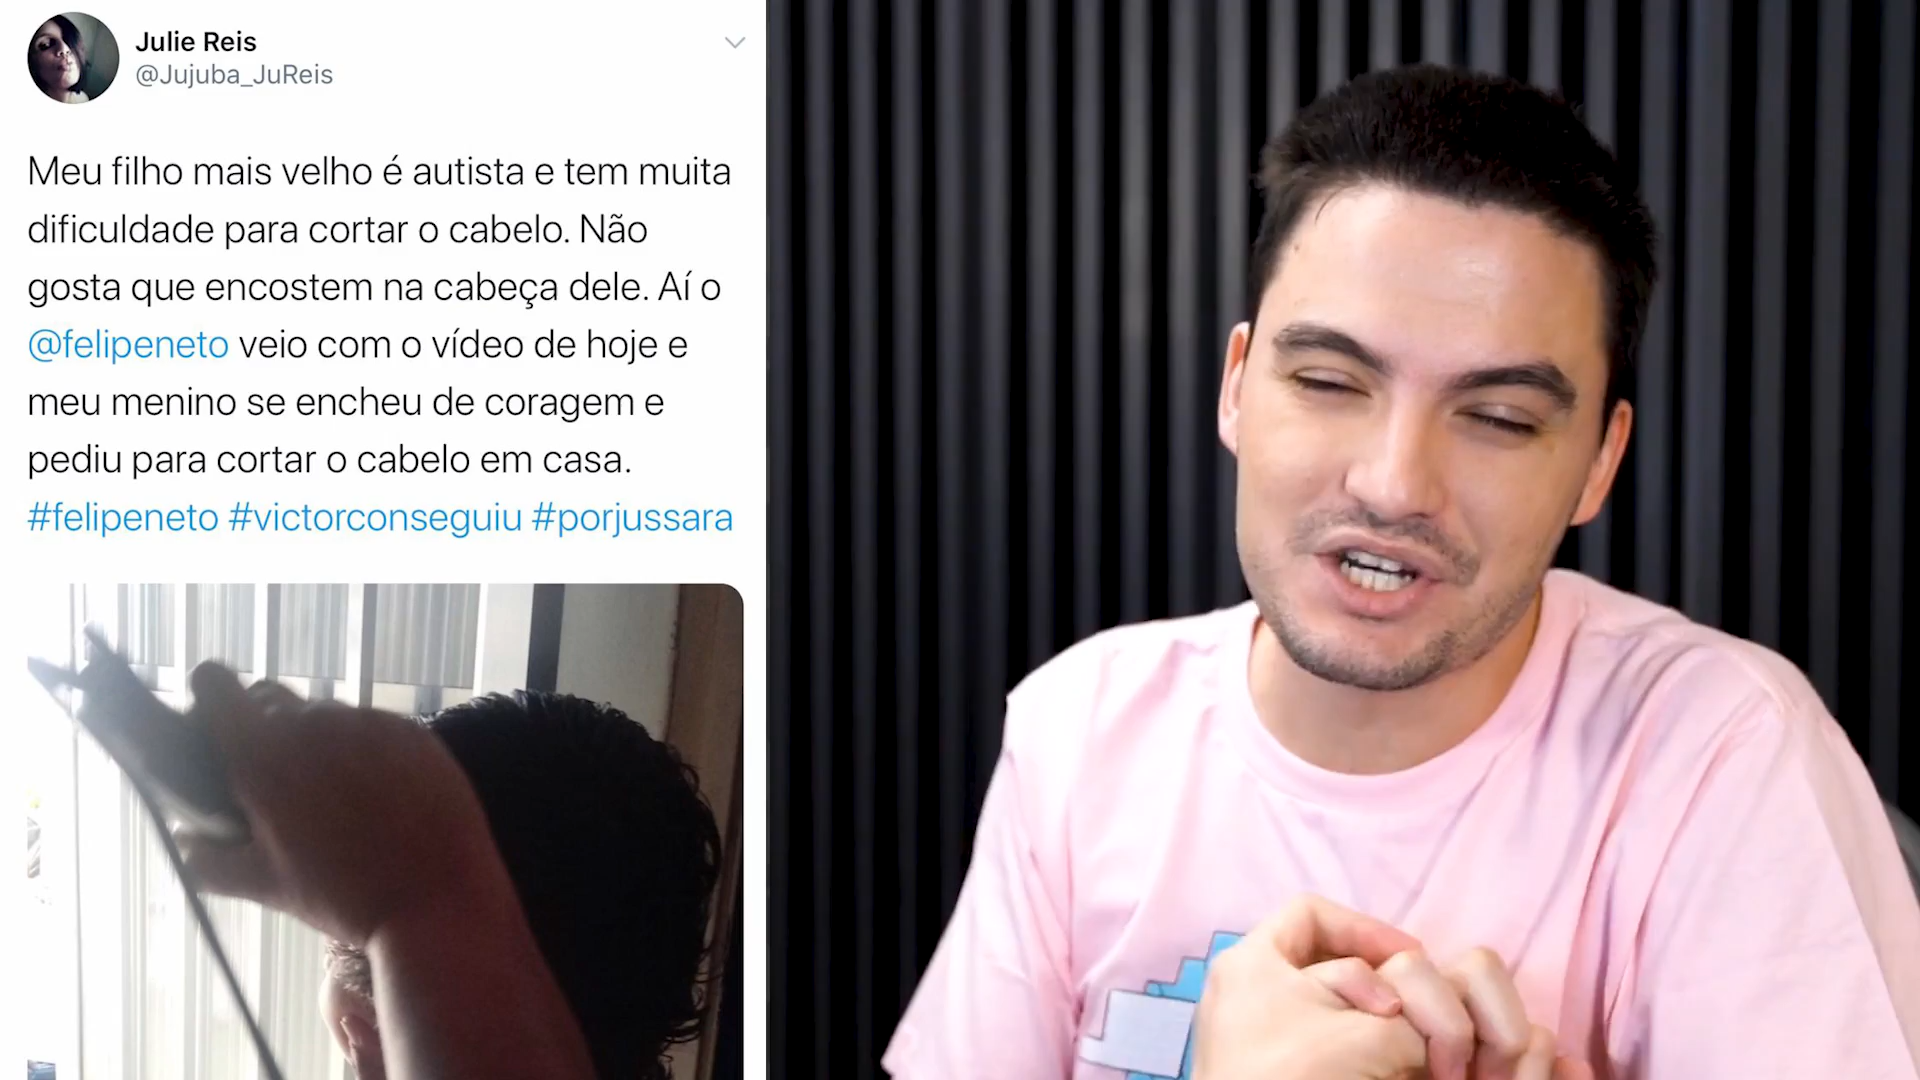 Julie Reis
@Jujuba_JuReis
Meu filho mais velho é autista e tem muita
dificuldade para cortar o cabelo. Não
gosta que encostem na cabeça dele. Aí o
@felipeneto veio com o vídeo de hoje e
meu menino se encheu de coragem e
pediu para cortar o cabelo em casa.
#felipeneto #victorconseguiu #porjussara